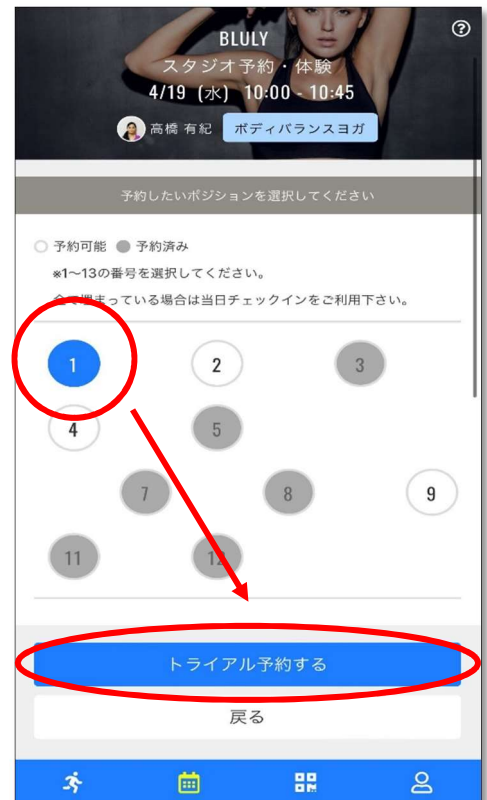 BLULY
スタジオ予約・体験
4/19 (水) 10:00 - 10:45
高橋 有紀 ボディバランスヨガ
予約したいポジションを選択してください
予約可能 予約済み
※1〜13の番号を選択してください。
全て埋まっている場合は当日チェックインをご利用下さい。
1 2 3
4 5
7 8 9
11 12
トライアル予約する
戻る